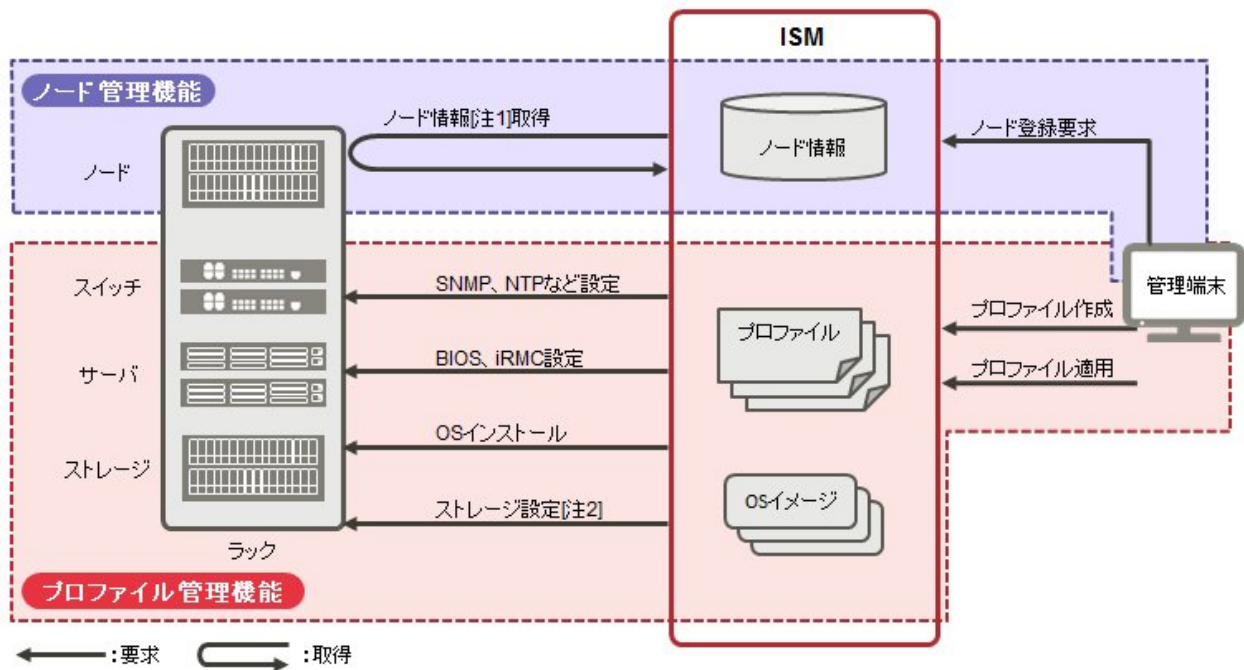 ISM
ノード管理機能
ノード情報[注1]取得
ノード登録要求
ノード情報
ノード
スイッチ
SNMP、NTPなど設定
管理端末
プロファイル作成
プロファイル
サーバ
BIOS、iRMC設定
プロファイル適用
OSインストール
ストレージ
ストレージ設定[注2]
OSイメージ
ラック
プロファイル管理機能
:要求
:取得